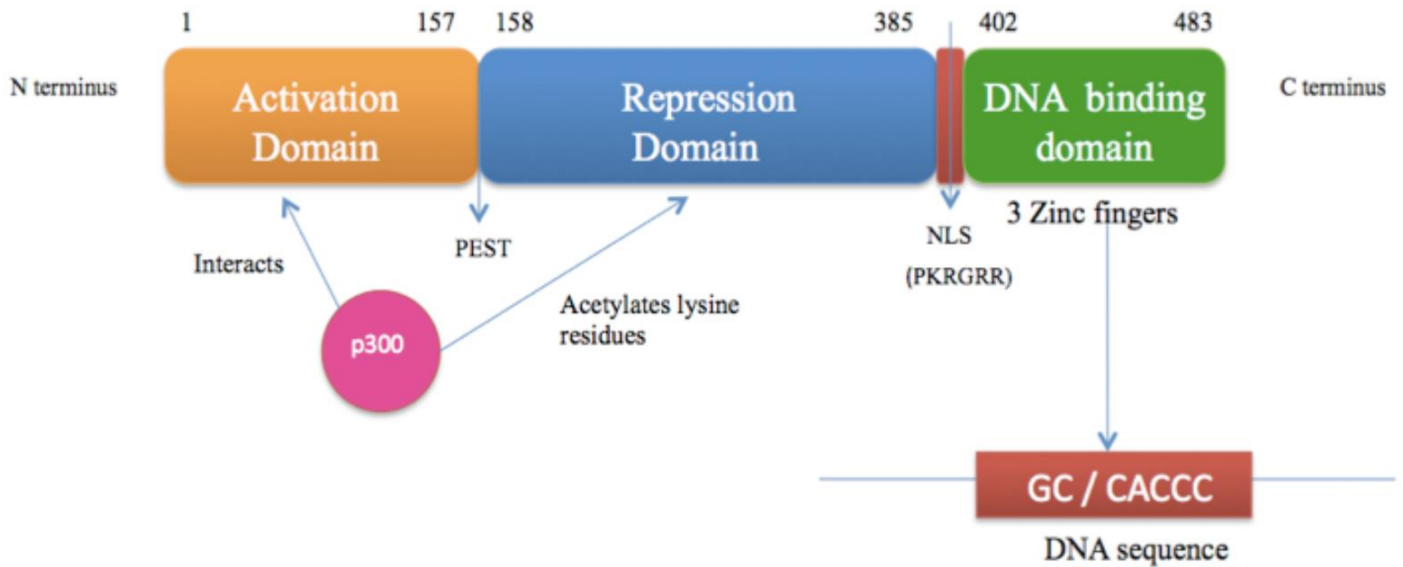 1 157 158 385 402 483
N terminus
Activation
Domain
Repression
Domain
DNA binding
domain
C terminus
3 Zinc fingers
Interacts
PEST
NLS
(PKRGRR)
Acetylates lysine
residues
p300
GC / CACCC
DNA sequence